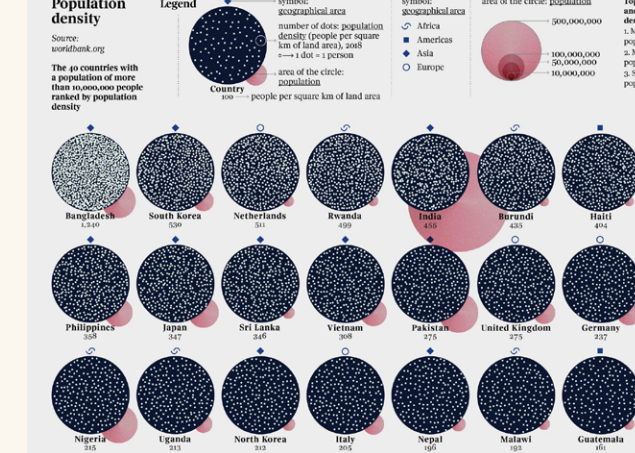 Population
density
Source:
worldbank.org
The 40 countries with
a population of more
than 10,000,000 people
ranked by population
density
Legend
symbol:
geographical area
number of dots: population
density (people per square
km of land area), 2018
1 dot = 1 person
area of the circle:
population
Country
100 people per square km of land area
symbol:
geographical area
Africa
Americas
Asia
Europe
area of the circle: population
500,000,000
100,000,000
50,000,000
10,000,000
1.
2.
3.
Bangladesh South Korea Netherlands Rwanda India Burundi Haiti
1,240 530 511 499 455 435 404
Philippines Japan Sri Lanka Vietnam Pakistan United Kingdom Germany
358 347 346 308 275 275 237
Nigeria Uganda North Korea Italy Nepal Malawi Guatemala
215 213 212 205 196 192 161